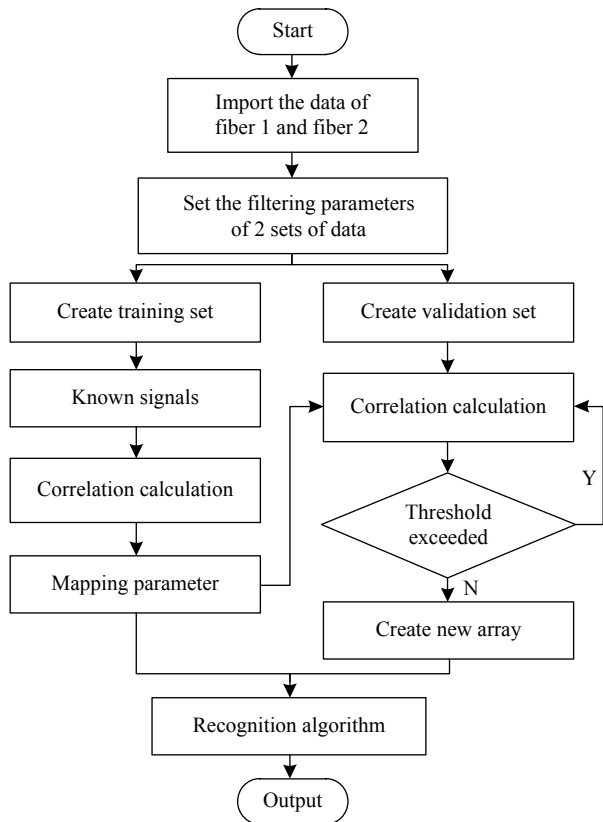 Start
Import the data of
fiber 1 and fiber 2
Set the filtering parameters
of 2 sets of data
Create training set
Create validation set
Known signals
Correlation calculation
Correlation calculation
Y
Threshold
exceeded
Mapping parameter
N
Create new array
Recognition algorithm
Output